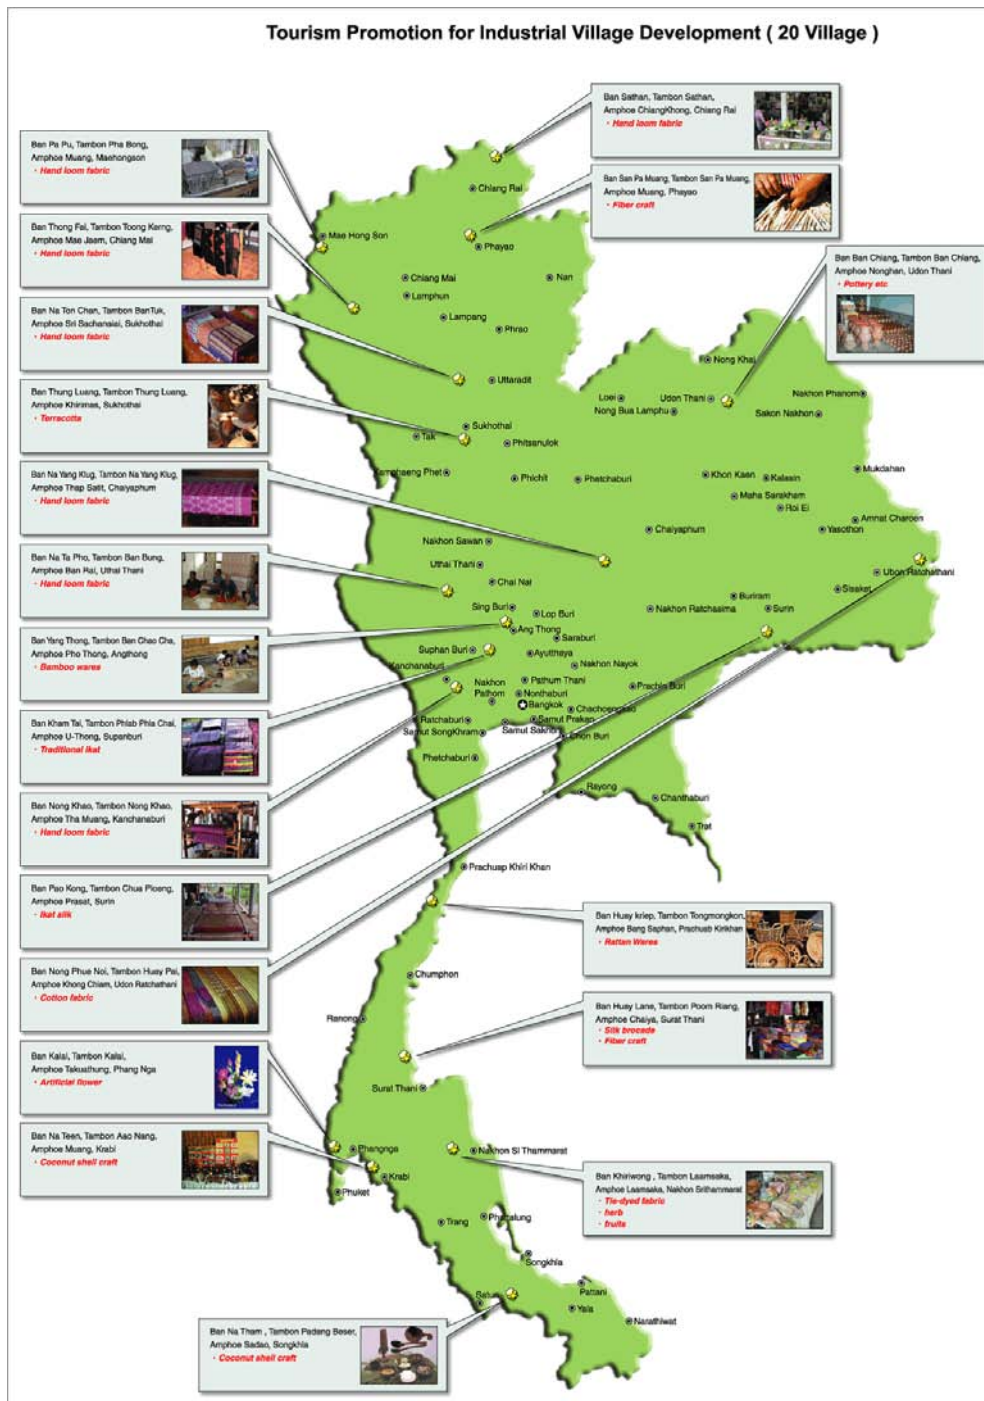 Tourism Promotion for Industrial Village Development ( 20 Village )
Ban Sathan, Tambon Sathan,
Amphoe ChiangKhong, Chiang Rai
• Hand loom fabric
Ban San Pa Muang, Tambon San Pa Muang,
Amphoe Muang, Phayao
• Fiber craft
Ban Ban Chiang, Tambon Ban Chiang,
Amphoe Nonghan, Udon Thani
• Pottery etc
Ban Pa Pu, Tambon Pha Bong,
Amphoe Muang, Maehongson
• Hand loom fabric
Ban Thong Fai, Tambon Toong Kerng,
Amphoe Mae Jaem, Chiang Mai
• Hand loom fabric
Ban Na Ton Chan, Tambon BanTuk,
Amphoe Sri Sachanalai, Sukhothai
• Hand loom fabric
Ban Thung Luang, Tambon Thung Luang,
Amphoe Khirimas, Sukhothai
• Terracotta
Ban Na Yang Klug, Tambon Na Yang Klug,
Amphoe Thap Satit, Chaiyaphum
• Hand loom fabric
Ban Na Ta Pho, Tambon Ban Bung,
Amphoe Ban Rai, Uthai Thani
• Hand loom fabric
Ban Yang Thong, Tambon Ban Chao Cha,
Amphoe Pho Thong, Angthong
• Bamboo wares
Ban Kham Tai, Tambon Phlab Phla Chai,
Amphoe U-Thong, Supanburi
• Traditional ikat
Ban Nong Khao, Tambon Nong Khao,
Amphoe Tha Muang, Kanchanaburi
• Hand loom fabric
Ban Pao Kong, Tambon Chua Ploeng,
Amphoe Prasat, Surin
• Ikat silk
Ban Nong Phue Noi, Tambon Huay Pai,
Amphoe Khong Chiam, Udon Ratchathani
• Cotton fabric
Ban Kalai, Tambon Kalai,
Amphoe Takuathung, Phang Nga
• Artificial flower
Ban Na Teen, Tambon Aao Nang,
Amphoe Muang, Krabi
• Coconut shell craft
Ban Huay kriep, Tambon Tongmongkon,
Amphoe Bang Saphan, Prachuab Kirikhan
• Rattan Wares
Ban Huay Lane, Tambon Poom Riang,
Amphoe Chaiya, Surat Thani
• Silk brocade
• Fiber craft
Ban Khiriwong , Tambon Laamsaka,
Amphoe Laamsaka, Nakhon Srithammarat
• Tie-dyed fabric
• herb
• fruits
Ban Na Tham , Tambon Padang Beser,
Amphoe Sadao, Songkhla
• Coconut shell craft
Chiang Rai
Mae Hong Son
Phayao
Chiang Mai
Nan
Lamphun
Lampang
Phrao
Nong Khai
Uttaradit
Loei
Udon Thani
Nakhon Phanom
Nong Bua Lamphu
Sakon Nakhon
Sukhothai
Tak
Phitsanulok
Kamphaeng Phet
Phichit
Phetchaburi
Khon Kaen
Kalasin
Mukdahan
Maha Sarakham
Roi Ei
Amnat Charoen
Yasothon
Chaiyaphum
Nakhon Sawan
Uthai Thani
Chai Nai
Ubon Ratchathani
Sisaket
Buriram
Surin
Sing Buri
Lop Buri
Nakhon Ratchasima
Ang Thong
Saraburi
Suphan Buri
Ayutthaya
Kanchanaburi
Nakhon Nayok
Pathum Thani
Nakhon Pathom
Prachin Buri
Nonthaburi
Bangkok
Chachoengsao
Ratchaburi
Samut Prakan
Samut SongKhram
Samut Sakhon
Chon Buri
Phetchaburi
Rayong
Chanthaburi
Trat
Prachuap Khiri Khan
Chumphon
Ranong
Surat Thani
Phangnga
Nakhon Si Thammarat
Krabi
Phuket
Trang
Phattalung
Songkhla
Pattani
Satun
Yala
Narathiwat